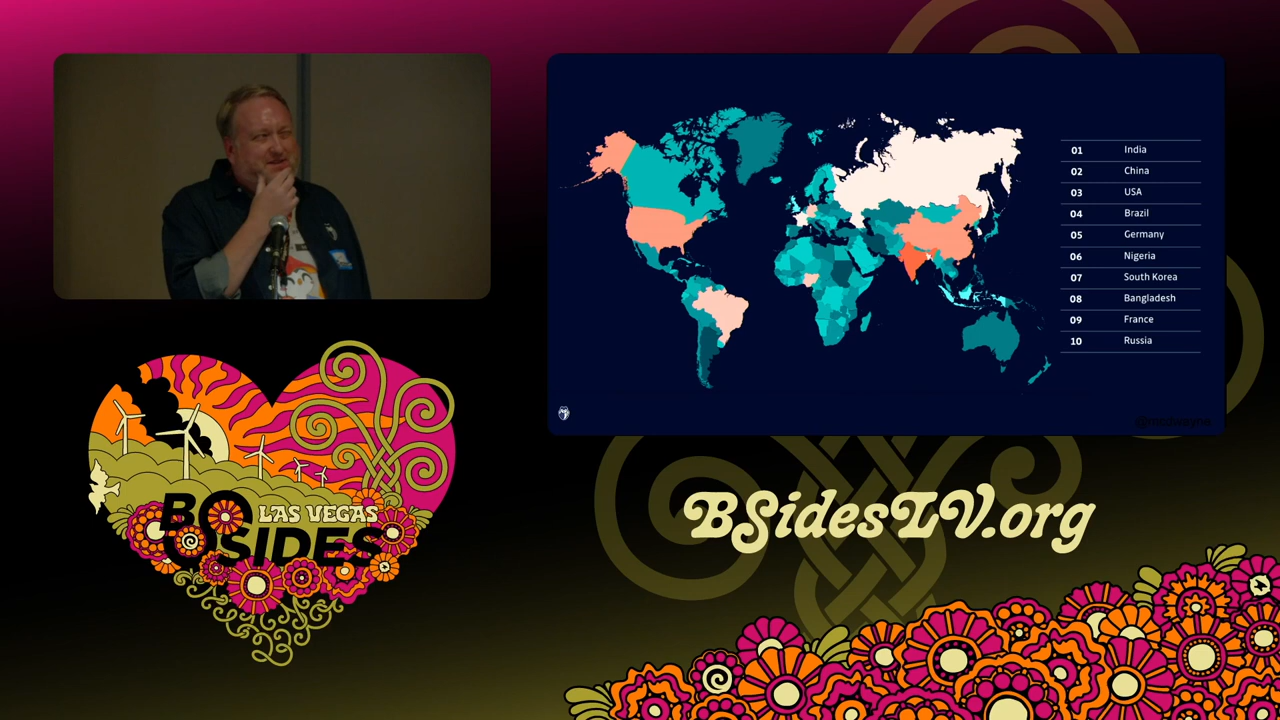 01 India
02 China
03 USA
04 Brazil
05 Germany
06 Nigeria
07 South Korea
08 Bangladesh
09 France
10 Russia
BSides
LAS VEGAS
BSidesLV.org